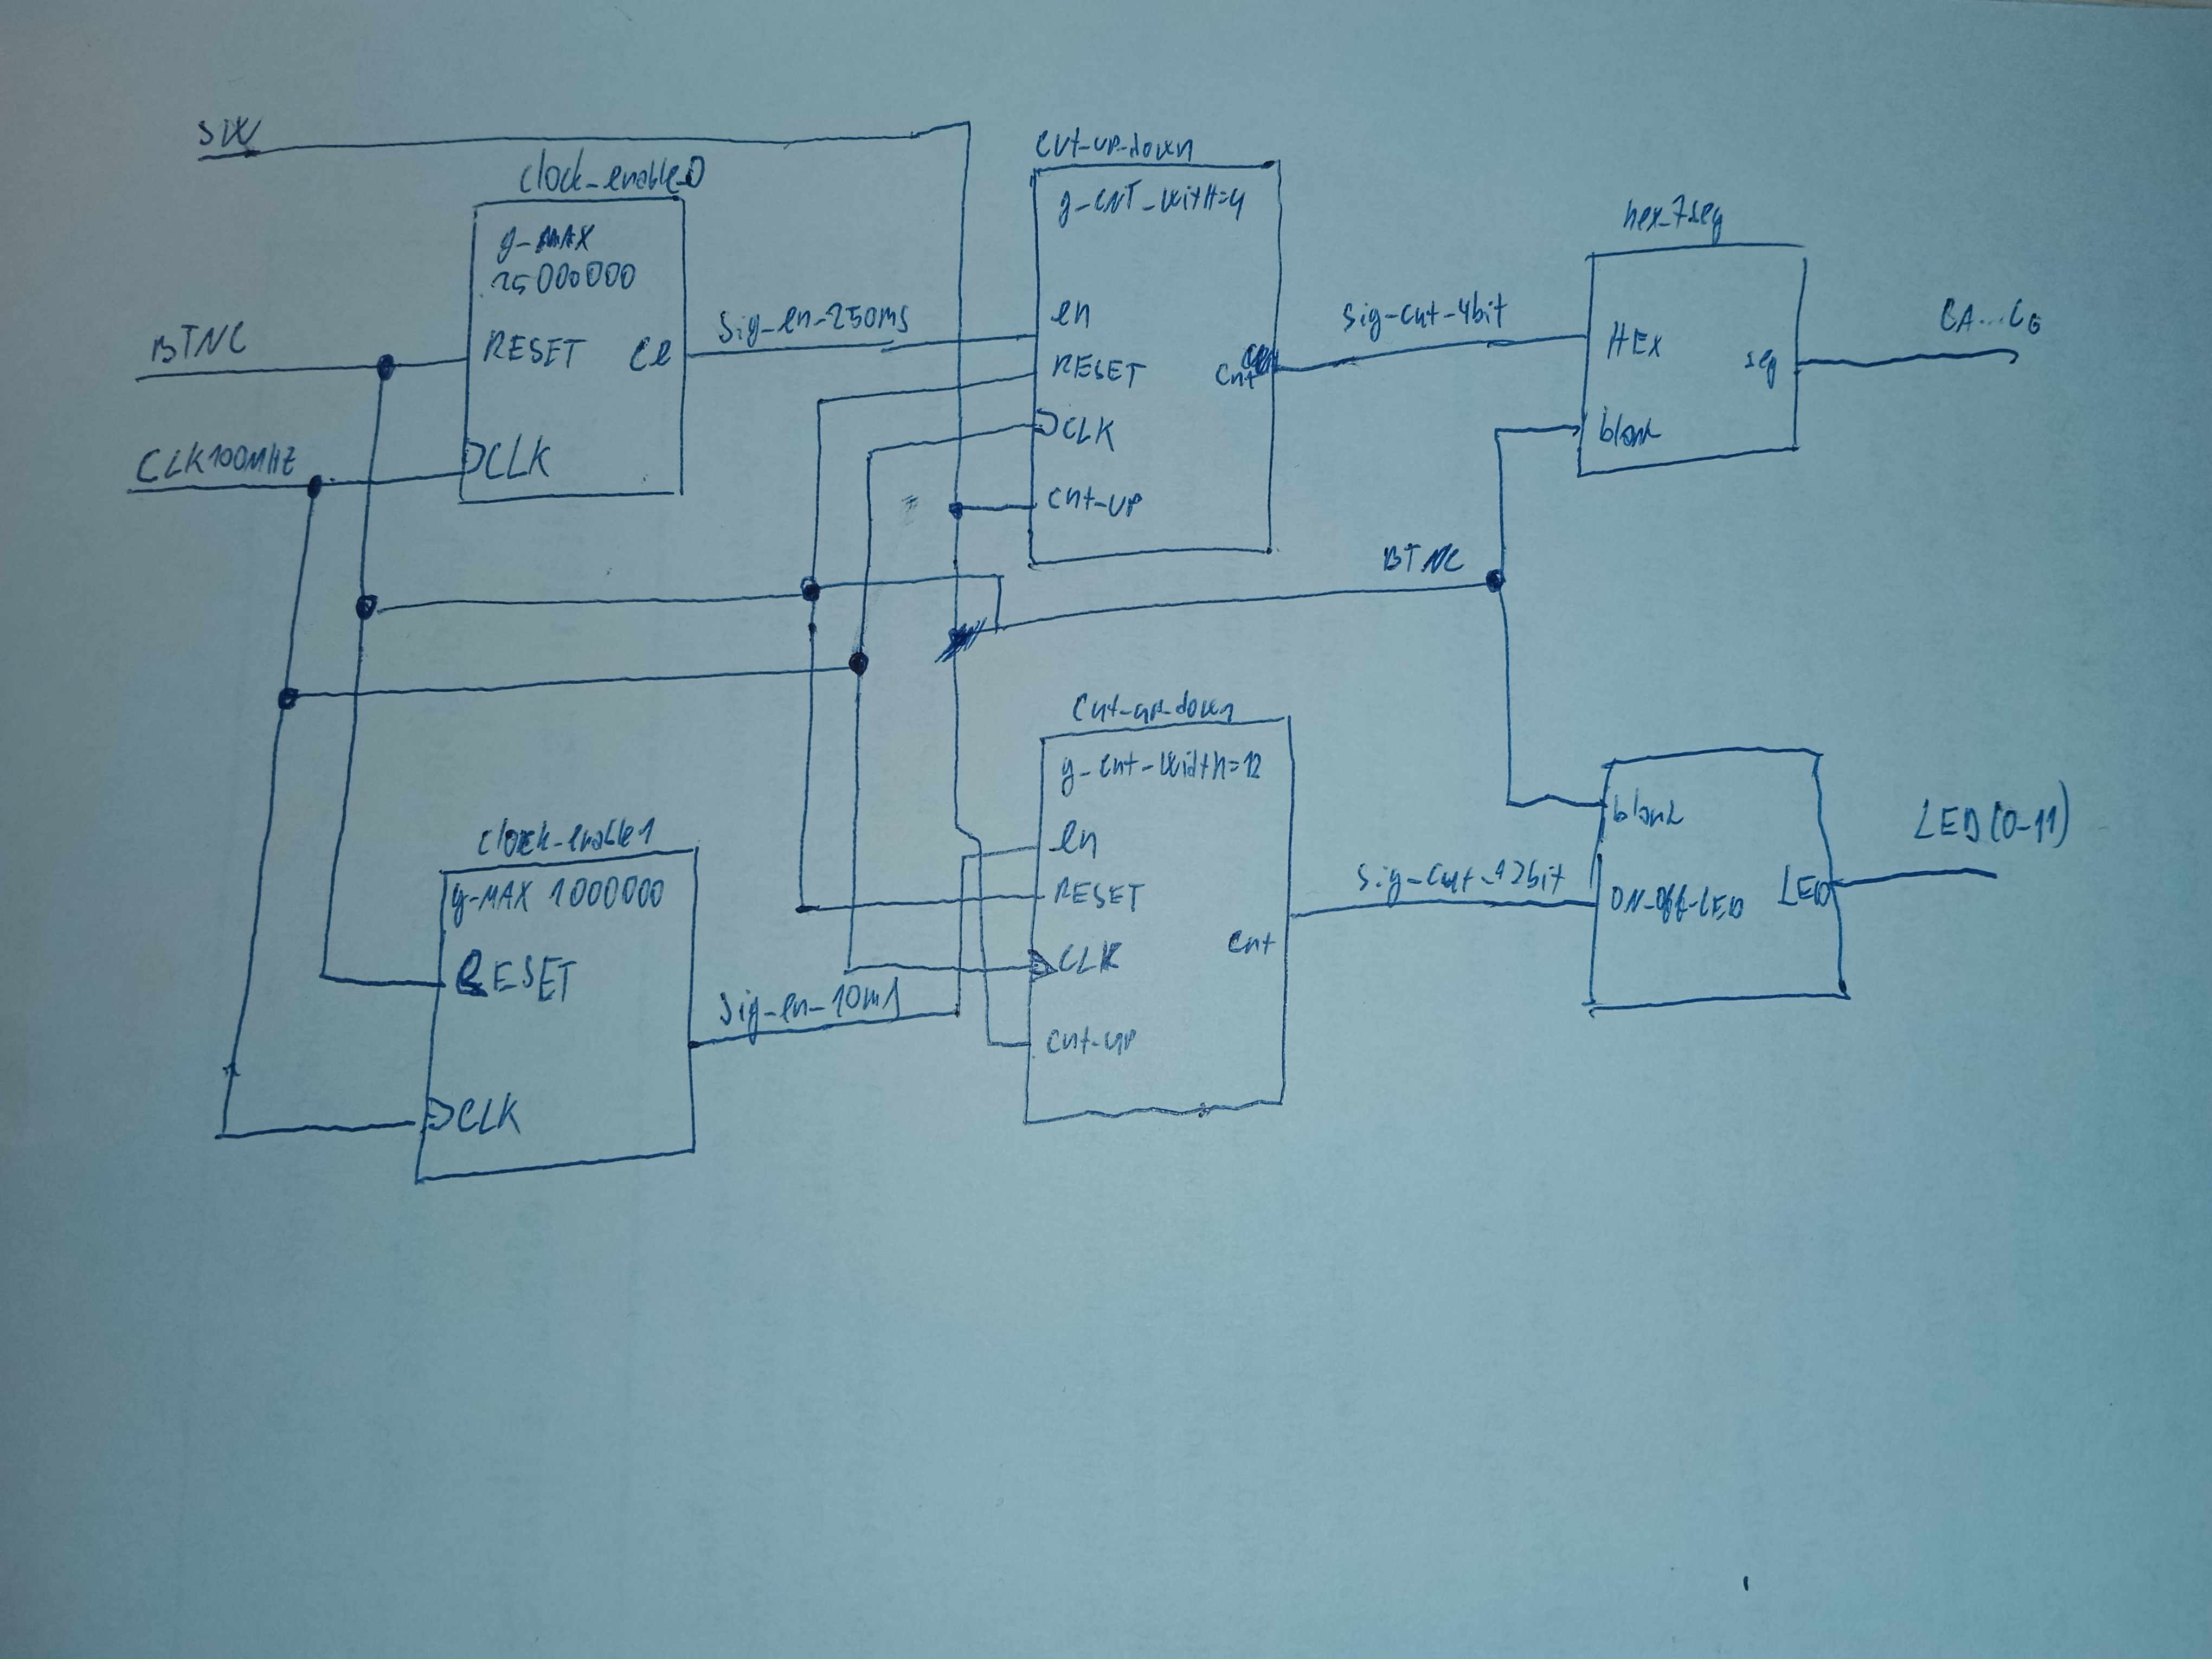 SW
clock_enable_0
g_MAX
25000000
RESET
CE
CLK
BTNC
CLK100MHZ
sig_en_250ms
cnt_up_down
g_CNT_WitH=4
en
RESET
CLK
cnt_up
cnt
sig_cnt_4bit
hex_7seg
HEX
seg
blank
CA...CG
BTNC
clock_enable1
g_MAX 1000000
RESET
CLK
sig_en_10ms
cnt_up_down
g_cnt_width=12
en
RESET
CLK
cnt_up
cnt
sig_cnt_12bit
blank
ON_Off_LED
LED
LED(0-11)